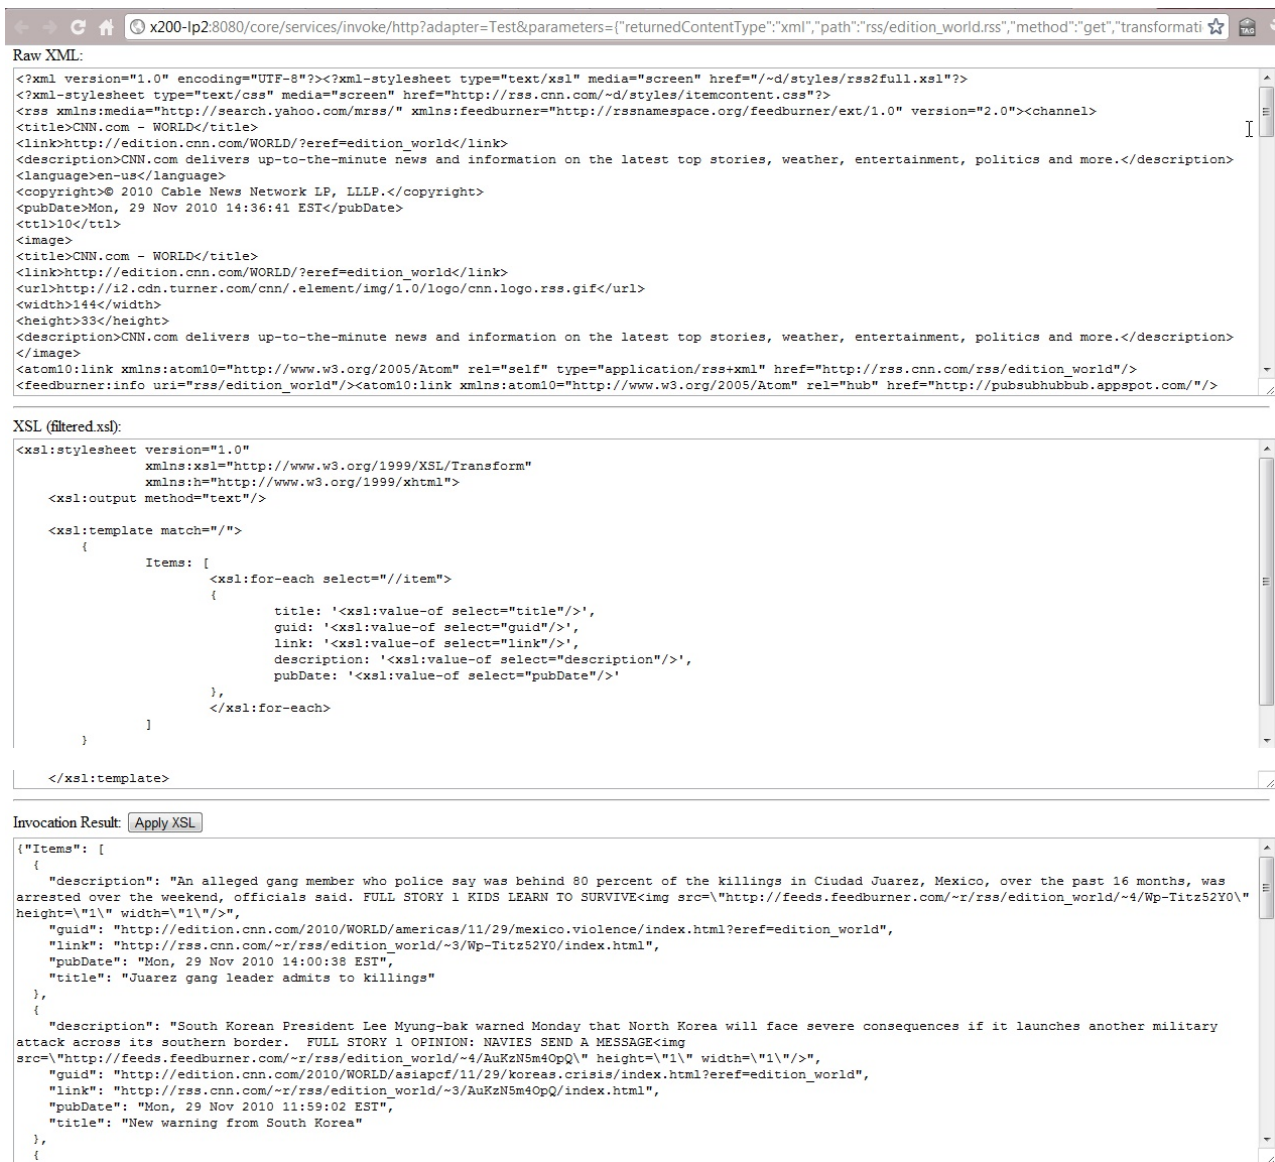 x200-lp2:8080/core/services/invoke/http?adapter=Test&parameters={"returnedContentType":"xml","path":"rss/edition_world.rss","method":"get","transformati
TAG
Raw XML:
<?xml version="1.0" encoding="UTF-8"?><?xml-stylesheet type="text/xsl" media="screen" href="/~d/styles/rss2full.xsl"?>
<?xml-stylesheet type="text/css" media="screen" href="http://rss.cnn.com/~d/styles/itemcontent.css"?>
<rss xmlns:media="http://search.yahoo.com/mrss/" xmlns:feedburner="http://rssnamespace.org/feedburner/ext/1.0" version="2.0"><channel>
<title>CNN.com - WORLD</title>
<link>http://edition.cnn.com/WORLD/?eref=edition_world</link>
<description>CNN.com delivers up-to-the-minute news and information on the latest top stories, weather, entertainment, politics and more.</description>
<language>en-us</language>
<copyright>© 2010 Cable News Network LP, LLLP.</copyright>
<pubDate>Mon, 29 Nov 2010 14:36:41 EST</pubDate>
<ttl>10</ttl>
<image>
<title>CNN.com - WORLD</title>
<link>http://edition.cnn.com/WORLD/?eref=edition_world</link>
<url>http://i2.cdn.turner.com/cnn/.element/img/1.0/logo/cnn.logo.rss.gif</url>
<width>144</width>
<height>33</height>
<description>CNN.com delivers up-to-the-minute news and information on the latest top stories, weather, entertainment, politics and more.</description>
</image>
<atom10:link xmlns:atom10="http://www.w3.org/2005/Atom" rel="self" type="application/rss+xml" href="http://rss.cnn.com/rss/edition_world"/>
<feedburner:info uri="rss/edition_world"/><atom10:link xmlns:atom10="http://www.w3.org/2005/Atom" rel="hub" href="http://pubsubhubbub.appspot.com/"/>
XSL (filtered.xsl):
<xsl:stylesheet version="1.0"
xmlns:xsl="http://www.w3.org/1999/XSL/Transform"
xmlns:h="http://www.w3.org/1999/xhtml">
<xsl:output method="text"/>
<xsl:template match="/">
{
Items: [
<xsl:for-each select="//item">
{
title: '<xsl:value-of select="title"/>',
guid: '<xsl:value-of select="guid"/>',
link: '<xsl:value-of select="link"/>',
description: '<xsl:value-of select="description"/>',
pubDate: '<xsl:value-of select="pubDate"/>'
},
</xsl:for-each>
]
}
</xsl:template>
Invocation Result: Apply XSL
{"Items": [
{
"description": "An alleged gang member who police say was behind 80 percent of the killings in Ciudad Juarez, Mexico, over the past 16 months, was
arrested over the weekend, officials said. FULL STORY l KIDS LEARN TO SURVIVE<img src=\"http://feeds.feedburner.com/~r/rss/edition_world/~4/Wp-Titz52Y0\"
height=\"1\" width=\"1\"/>",
"guid": "http://edition.cnn.com/2010/WORLD/americas/11/29/mexico.violence/index.html?eref=edition_world",
"link": "http://rss.cnn.com/~r/rss/edition_world/~3/Wp-Titz52Y0/index.html",
"pubDate": "Mon, 29 Nov 2010 14:00:38 EST",
"title": "Juarez gang leader admits to killings"
},
{
"description": "South Korean President Lee Myung-bak warned Monday that North Korea will face severe consequences if it launches another military
attack across its southern border.  FULL STORY l OPINION: NAVIES SEND A MESSAGE<img
src=\"http://feeds.feedburner.com/~r/rss/edition_world/~4/AuKzN5m4OpQ\" height=\"1\" width=\"1\"/>",
"guid": "http://edition.cnn.com/2010/WORLD/asiapcf/11/29/koreas.crisis/index.html?eref=edition_world",
"link": "http://rss.cnn.com/~r/rss/edition_world/~3/AuKzN5m4OpQ/index.html",
"pubDate": "Mon, 29 Nov 2010 11:59:02 EST",
"title": "New warning from South Korea"
},
{